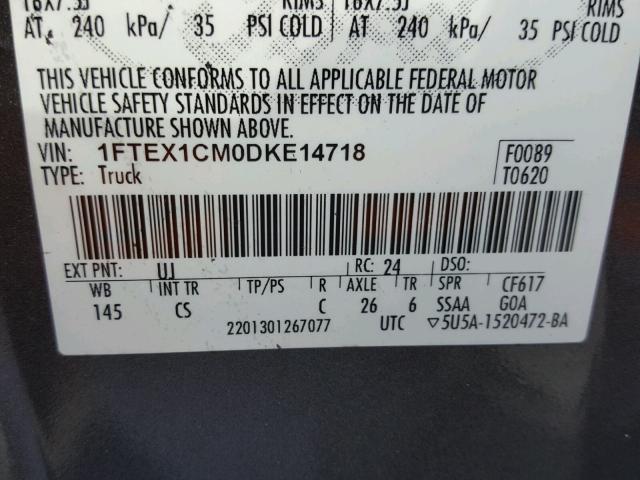 RIMS RIMS
AT 240 kPa/ 35 PSI COLD AT 240 kPa/ 35 PSI COLD
THIS VEHICLE CONFORMS TO ALL APPLICABLE FEDERAL MOTOR
VEHICLE SAFETY STANDARDS IN EFFECT ON THE DATE OF
MANUFACTURE SHOWN ABOVE.
VIN: 1FTEX1CM0DKE14718 F0089
TYPE: Truck T0620
EXT PNT: UJ RC: 24 DSO:
WB INT TR TP/PS R AXLE TR SPR CF617
145 CS C 26 6 SSAA GOA
2201301267077 UTC ▽5U5A-1520472-BA